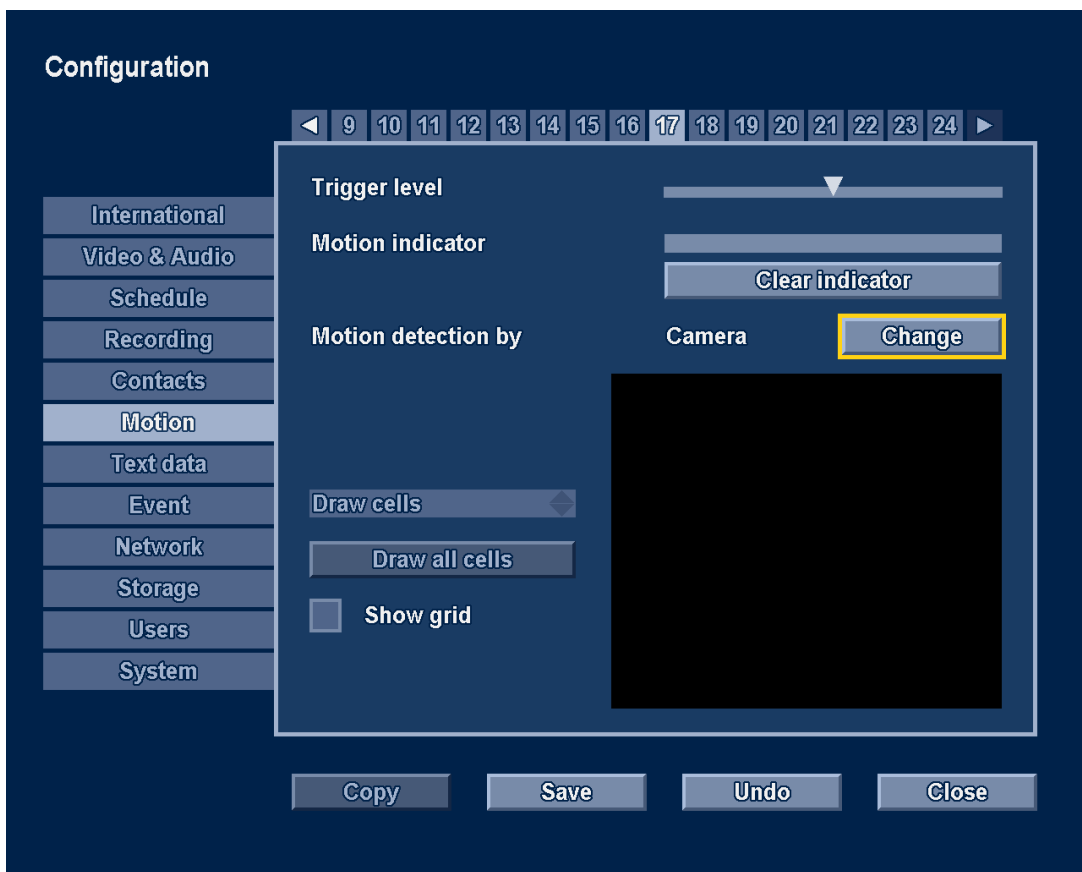 Configuration
9 10 11 12 13 14 15 16 17 18 19 20 21 22 23 24
International
Video & Audio
Schedule
Recording
Contacts
Motion
Text data
Event
Network
Storage
Users
System
Trigger level
Motion indicator
Clear indicator
Motion detection by Camera Change
Draw cells
Draw all cells
Show grid
Copy Save Undo Close